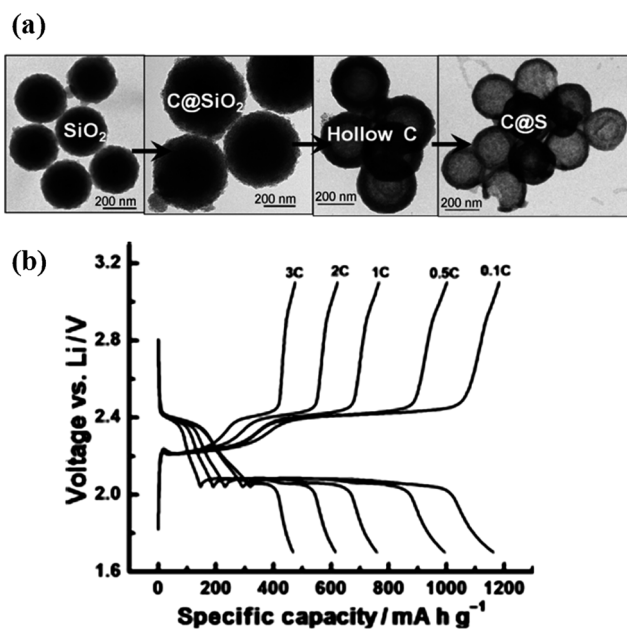 (a)
SiO₂
C@SiO₂
Hollow C
C@S
200 nm
200 nm
200 nm
200 nm
(b)
3C 2C 1C 0.5C 0.1C
3.2
2.8
2.4
2.0
1.6
Voltage vs. Li/V
0 200 400 600 800 1000 1200
Specific capacity/mA h g⁻¹